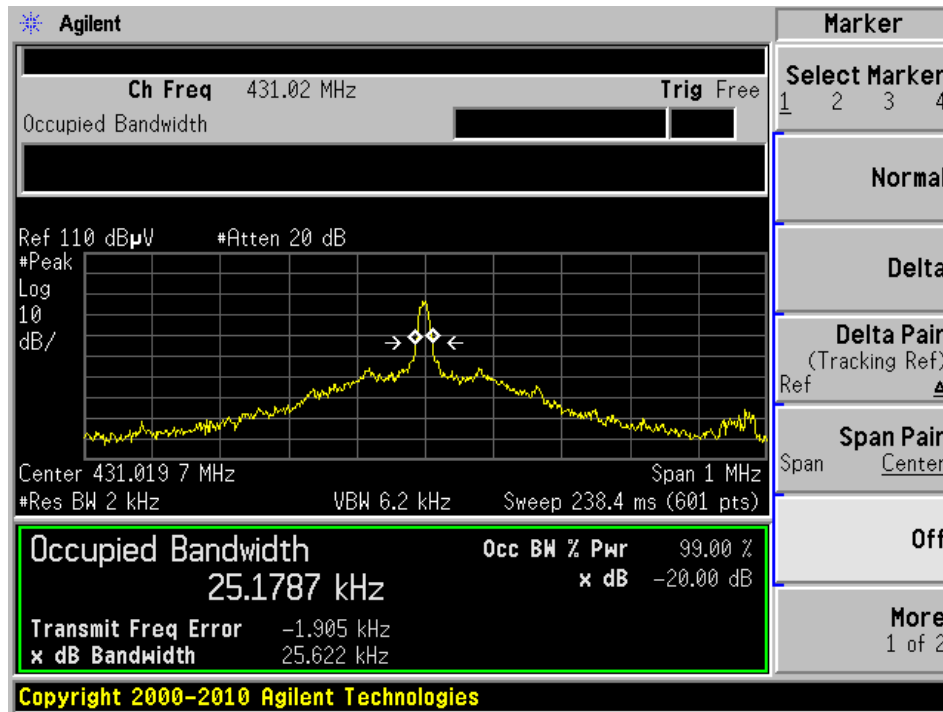 Agilent
Ch Freq 431.02 MHz Trig Free
Occupied Bandwidth
Ref 110 dBµV #Atten 20 dB
#Peak
Log
10
dB/
Center 431.019 7 MHz Span 1 MHz
#Res BW 2 kHz VBW 6.2 kHz Sweep 238.4 ms (601 pts)
Occupied Bandwidth Occ BW % Pwr 99.00 %
25.1787 kHz x dB -20.00 dB
Transmit Freq Error -1.905 kHz
x dB Bandwidth 25.622 kHz
Copyright 2000-2010 Agilent Technologies
Marker
Select Marker
1 2 3 4
Normal
Delta
Delta Pair
(Tracking Ref)
Ref Δ
Span Pair
Span Center
Off
More
1 of 2